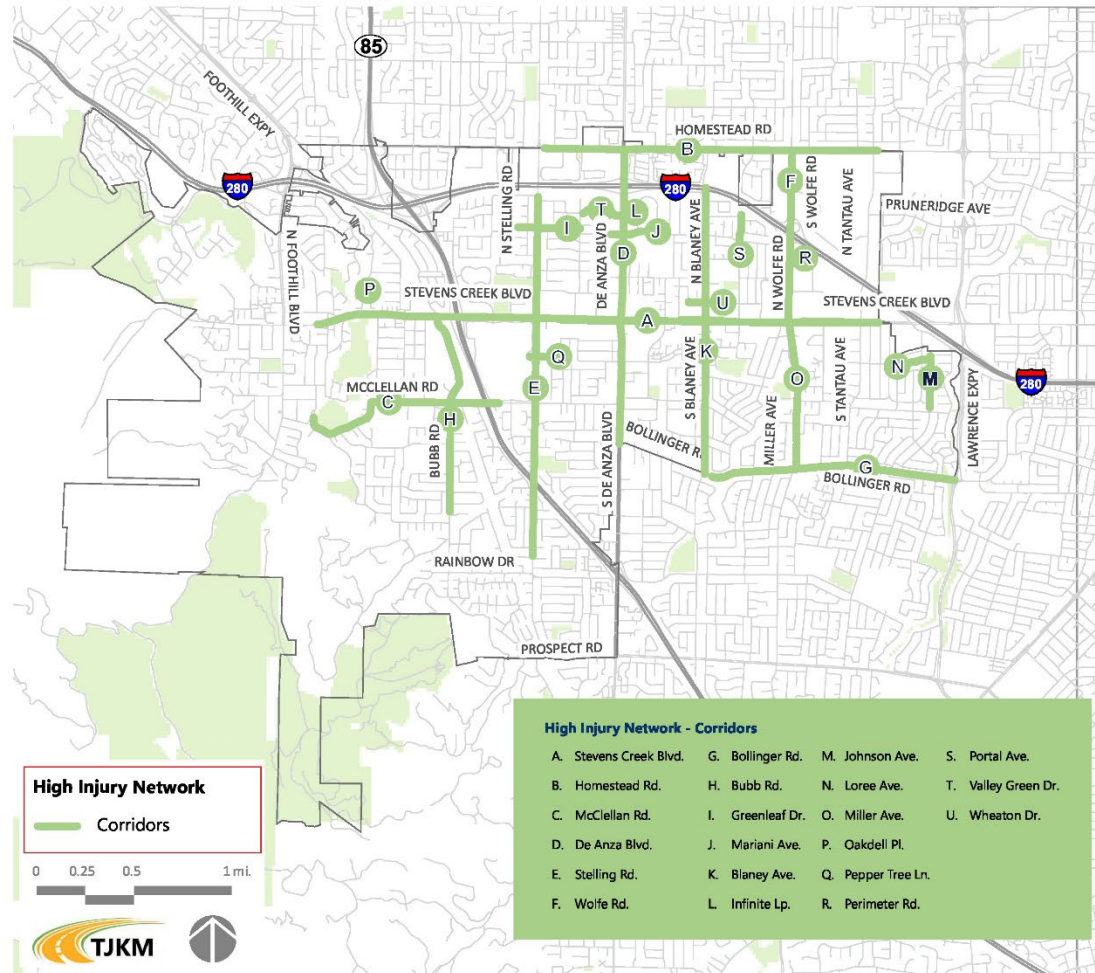 85
FOOTHILL EXPY
HOMESTEAD RD
B
280
N STELLING RD
280
F
S WOLFE RD
N TANTAU AVE
PRUNERIDGE AVE
T
L
I
J
N FOOTHILL BLVD
DE ANZA BLVD
D
N BLANEY AVE
S
N WOLFE RD
R
P
STEVENS CREEK BLVD
U
STEVENS CREEK BLVD
A
K
Q
N
M
280
MCCLELLAN RD
E
S BLANEY AVE
O
S TANTAU AVE
LAWRENCE EXPY
C
H
BUBB RD
S DE ANZA BLVD
BOLLINGER R
MILLER AVE
G
BOLLINGER RD
RAINBOW DR
PROSPECT RD
High Injury Network - Corridors
A. Stevens Creek Blvd. G. Bollinger Rd. M. Johnson Ave. S. Portal Ave.
B. Homestead Rd. H. Bubb Rd. N. Loree Ave. T. Valley Green Dr.
C. McClellan Rd. I. Greenleaf Dr. O. Miller Ave. U. Wheaton Dr.
D. De Anza Blvd. J. Mariani Ave. P. Oakdell Pl.
E. Stelling Rd. K. Blaney Ave. Q. Pepper Tree Ln.
F. Wolfe Rd. L. Infinite Lp. R. Perimeter Rd.
High Injury Network
Corridors
0 0.25 0.5 1 mi.
TJKM